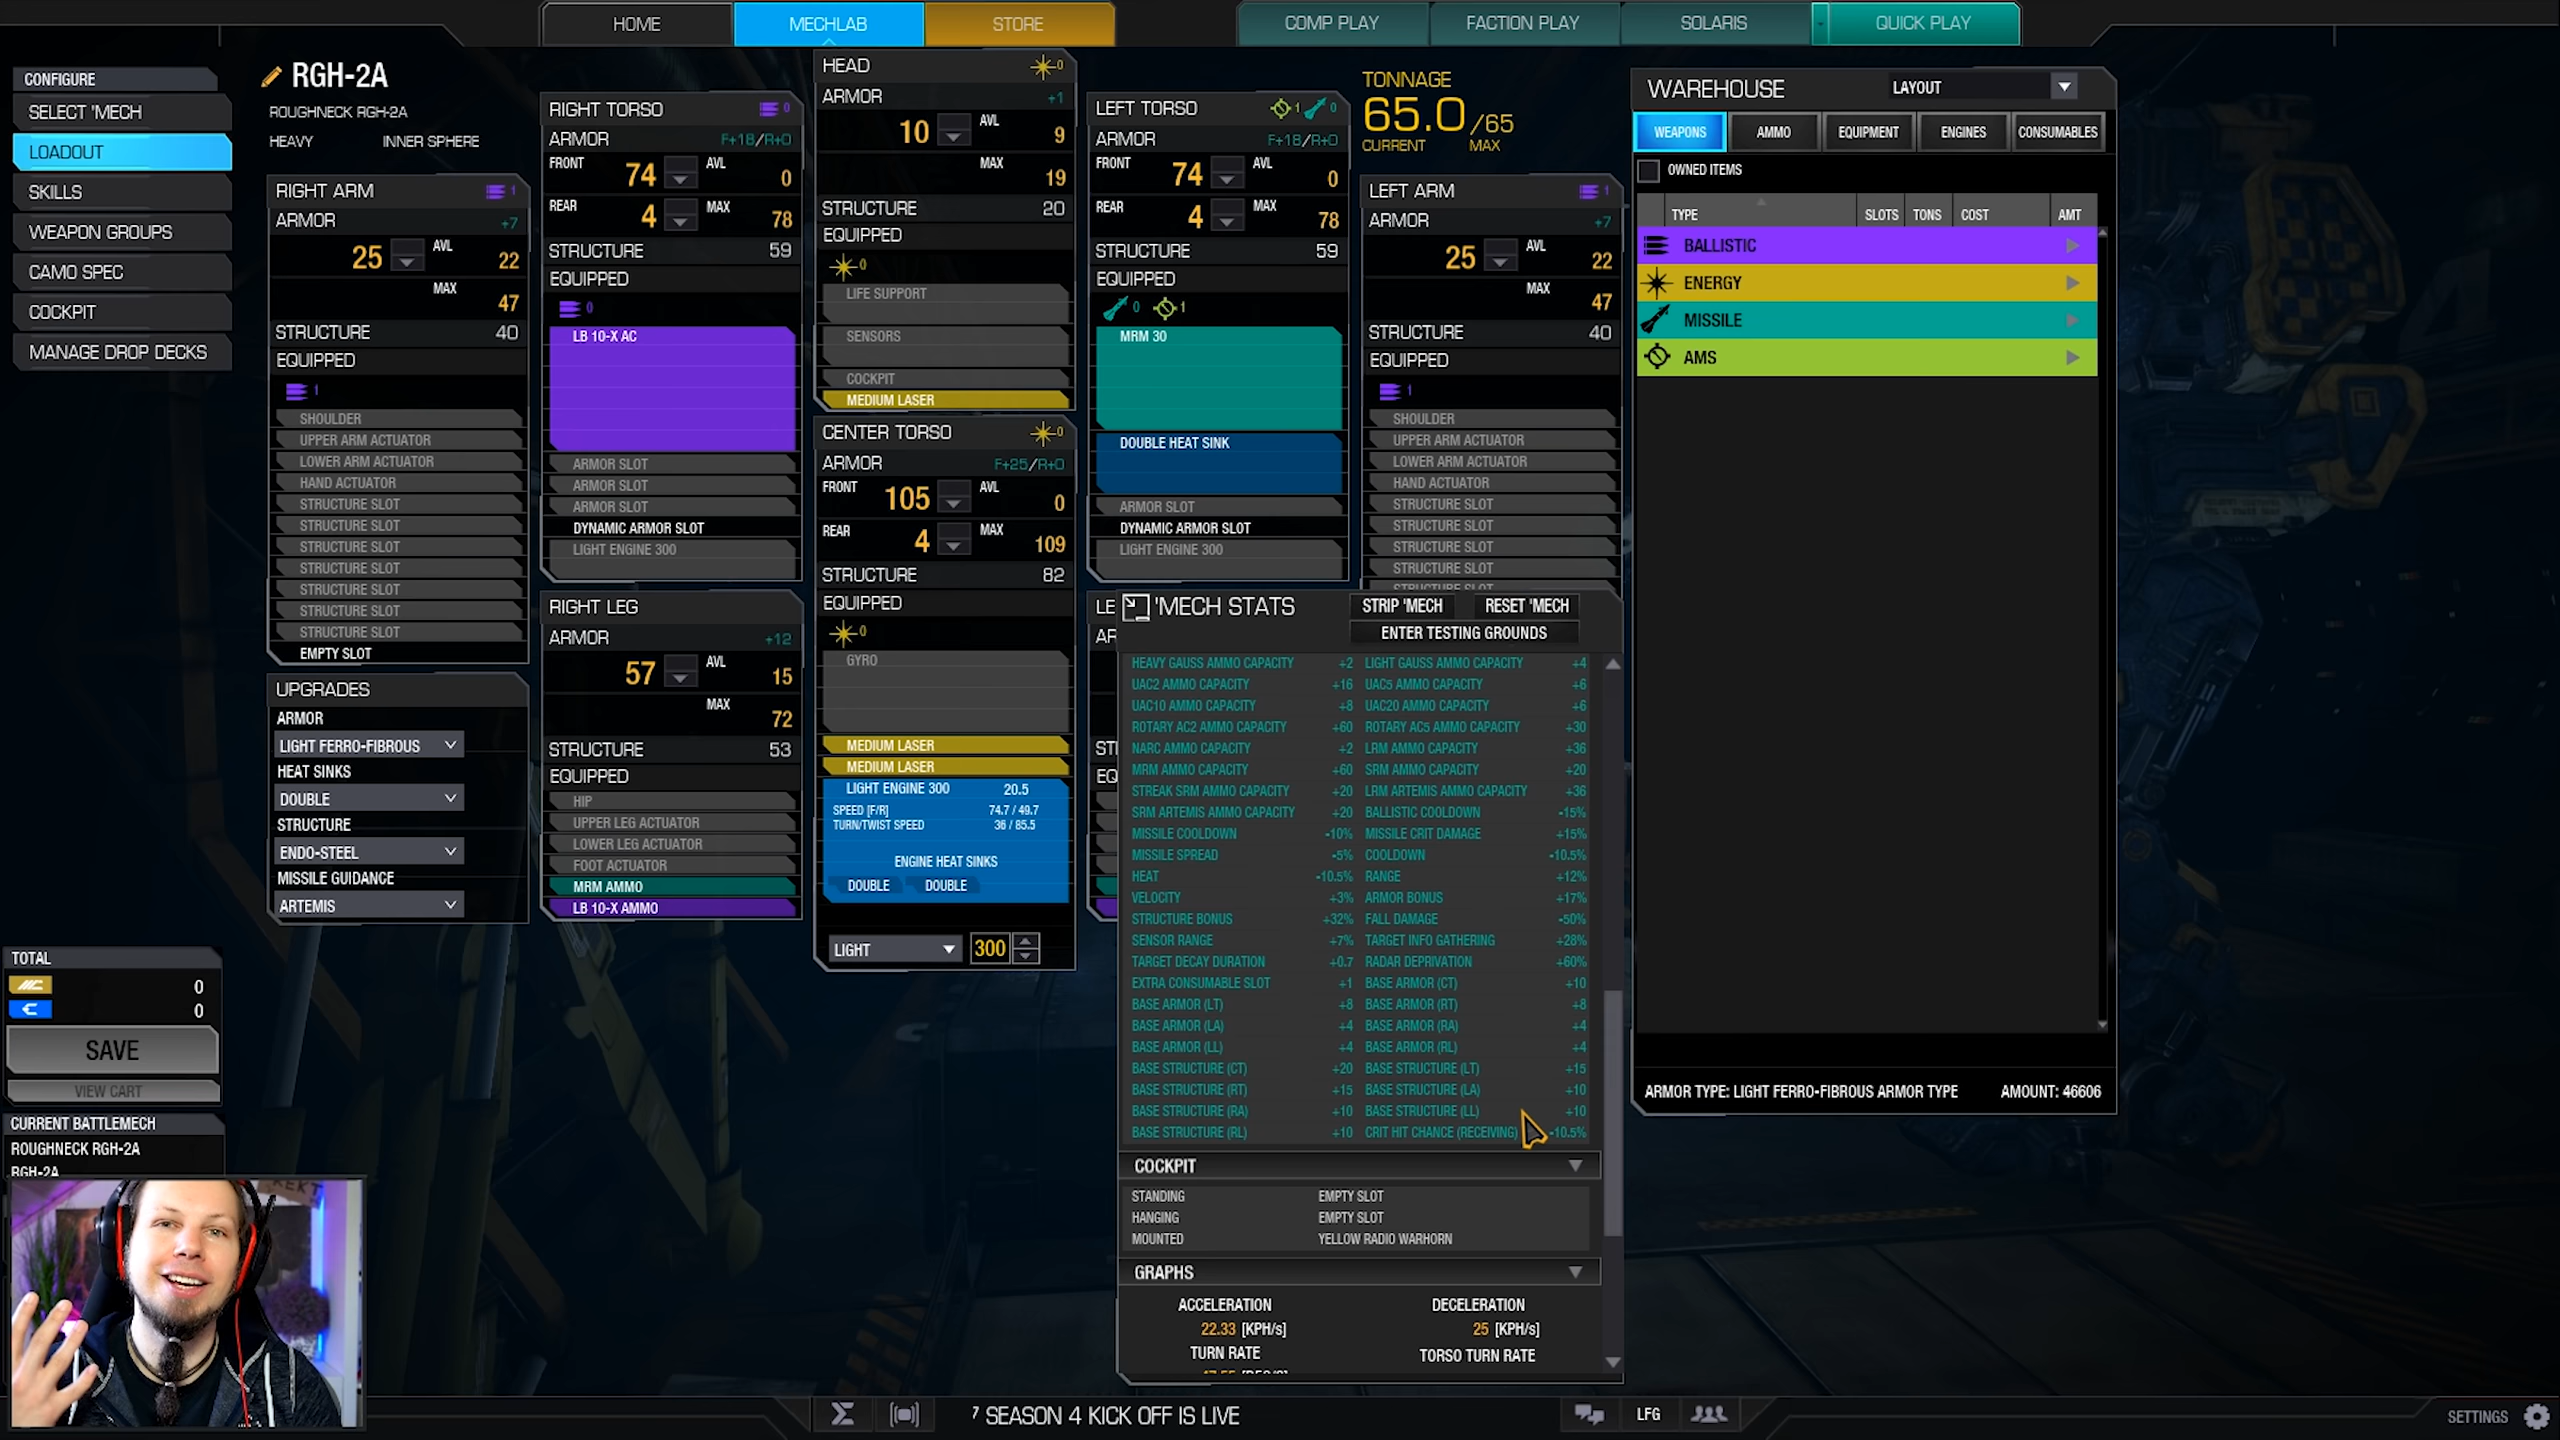 HOME
MECHLAB
STORE
COMP PLAY
FACTION PLAY
SOLARIS
QUICK PLAY
CONFIGURE
SELECT 'MECH
LOADOUT
SKILLS
WEAPON GROUPS
CAMO SPEC
COCKPIT
MANAGE DROP DECKS
RGH-2A
ROUGHNECK RGH-2A
HEAVY INNER SPHERE
RIGHT ARM 1
ARMOR +7
25 AVL 22
MAX 47
STRUCTURE 40
EQUIPPED
1
SHOULDER
UPPER ARM ACTUATOR
LOWER ARM ACTUATOR
HAND ACTUATOR
STRUCTURE SLOT
STRUCTURE SLOT
STRUCTURE SLOT
STRUCTURE SLOT
STRUCTURE SLOT
STRUCTURE SLOT
STRUCTURE SLOT
EMPTY SLOT
UPGRADES
ARMOR
LIGHT FERRO-FIBROUS
HEAT SINKS
DOUBLE
STRUCTURE
ENDO-STEEL
MISSILE GUIDANCE
ARTEMIS
RIGHT TORSO 0
ARMOR F+18/R+0
FRONT 74 AVL 0
REAR 4 MAX 78
STRUCTURE 59
EQUIPPED
0
LB 10-X AC
ARMOR SLOT
ARMOR SLOT
ARMOR SLOT
DYNAMIC ARMOR SLOT
LIGHT ENGINE 300
RIGHT LEG
ARMOR +12
57 AVL 15
MAX 72
STRUCTURE 53
EQUIPPED
HIP
UPPER LEG ACTUATOR
LOWER LEG ACTUATOR
FOOT ACTUATOR
MRM AMMO
LB 10-X AMMO
HEAD 0
ARMOR +1
10 AVL 9
MAX 19
STRUCTURE 20
EQUIPPED
0
LIFE SUPPORT
SENSORS
COCKPIT
MEDIUM LASER
CENTER TORSO 0
ARMOR F+25/R+0
FRONT 105 AVL 0
REAR 4 MAX 109
STRUCTURE 82
EQUIPPED
0
GYRO
MEDIUM LASER
MEDIUM LASER
LIGHT ENGINE 300 20.5
SPEED [F/R] 74.7 / 49.7
TURN/TWIST SPEED 36 / 85.5
ENGINE HEAT SINKS
DOUBLE DOUBLE
LIGHT 300
LEFT TORSO 1 0
ARMOR F+18/R+0
FRONT 74 AVL 0
REAR 4 MAX 78
STRUCTURE 59
EQUIPPED
0 1
MRM 30
DOUBLE HEAT SINK
ARMOR SLOT
DYNAMIC ARMOR SLOT
LIGHT ENGINE 300
LE
AR
ST
EQ
TONNAGE
65.0 /65
CURRENT MAX
LEFT ARM 1
ARMOR +7
25 AVL 22
MAX 47
STRUCTURE 40
EQUIPPED
1
SHOULDER
UPPER ARM ACTUATOR
LOWER ARM ACTUATOR
HAND ACTUATOR
STRUCTURE SLOT
STRUCTURE SLOT
STRUCTURE SLOT
STRUCTURE SLOT
STRUCTURE SLOT
'MECH STATS
STRIP 'MECH RESET 'MECH
ENTER TESTING GROUNDS
HEAVY GAUSS AMMO CAPACITY +2 LIGHT GAUSS AMMO CAPACITY +4
UAC2 AMMO CAPACITY +16 UAC5 AMMO CAPACITY +6
UAC10 AMMO CAPACITY +8 UAC20 AMMO CAPACITY +6
ROTARY AC2 AMMO CAPACITY +60 ROTARY AC5 AMMO CAPACITY +30
NARC AMMO CAPACITY +2 LRM AMMO CAPACITY +36
MRM AMMO CAPACITY +60 SRM AMMO CAPACITY +20
STREAK SRM AMMO CAPACITY +20 LRM ARTEMIS AMMO CAPACITY +36
SRM ARTEMIS AMMO CAPACITY +20 BALLISTIC COOLDOWN -15%
MISSILE COOLDOWN -10% MISSILE CRIT DAMAGE +15%
MISSILE SPREAD -5% COOLDOWN -10.5%
HEAT -10.5% RANGE +12%
VELOCITY +3% ARMOR BONUS +17%
STRUCTURE BONUS +32% FALL DAMAGE -50%
SENSOR RANGE +7% TARGET INFO GATHERING +28%
TARGET DECAY DURATION +0.7 RADAR DEPRIVATION +60%
EXTRA CONSUMABLE SLOT +1 BASE ARMOR (CT) +10
BASE ARMOR (LT) +8 BASE ARMOR (RT) +8
BASE ARMOR (LA) +4 BASE ARMOR (RA) +4
BASE ARMOR (LL) +4 BASE ARMOR (RL) +4
BASE STRUCTURE (CT) +20 BASE STRUCTURE (LT) +15
BASE STRUCTURE (RT) +15 BASE STRUCTURE (LA) +10
BASE STRUCTURE (RA) +10 BASE STRUCTURE (LL) +10
BASE STRUCTURE (RL) +10 CRIT HIT CHANCE (RECEIVING) -10.5%
COCKPIT
STANDING EMPTY SLOT
HANGING EMPTY SLOT
MOUNTED YELLOW RADIO WARHORN
GRAPHS
ACCELERATION DECELERATION
22.33 [KPH/s] 25 [KPH/s]
TURN RATE TORSO TURN RATE
WAREHOUSE LAYOUT
WEAPONS AMMO EQUIPMENT ENGINES CONSUMABLES
OWNED ITEMS
TYPE SLOTS TONS COST AMT
BALLISTIC
ENERGY
MISSILE
AMS
ARMOR TYPE: LIGHT FERRO-FIBROUS ARMOR TYPE AMOUNT: 46606
TOTAL
0
0
SAVE
VIEW CART
CURRENT BATTLEMECH
ROUGHNECK RGH-2A
RGH-2A
7 SEASON 4 KICK OFF IS LIVE
LFG
SETTINGS